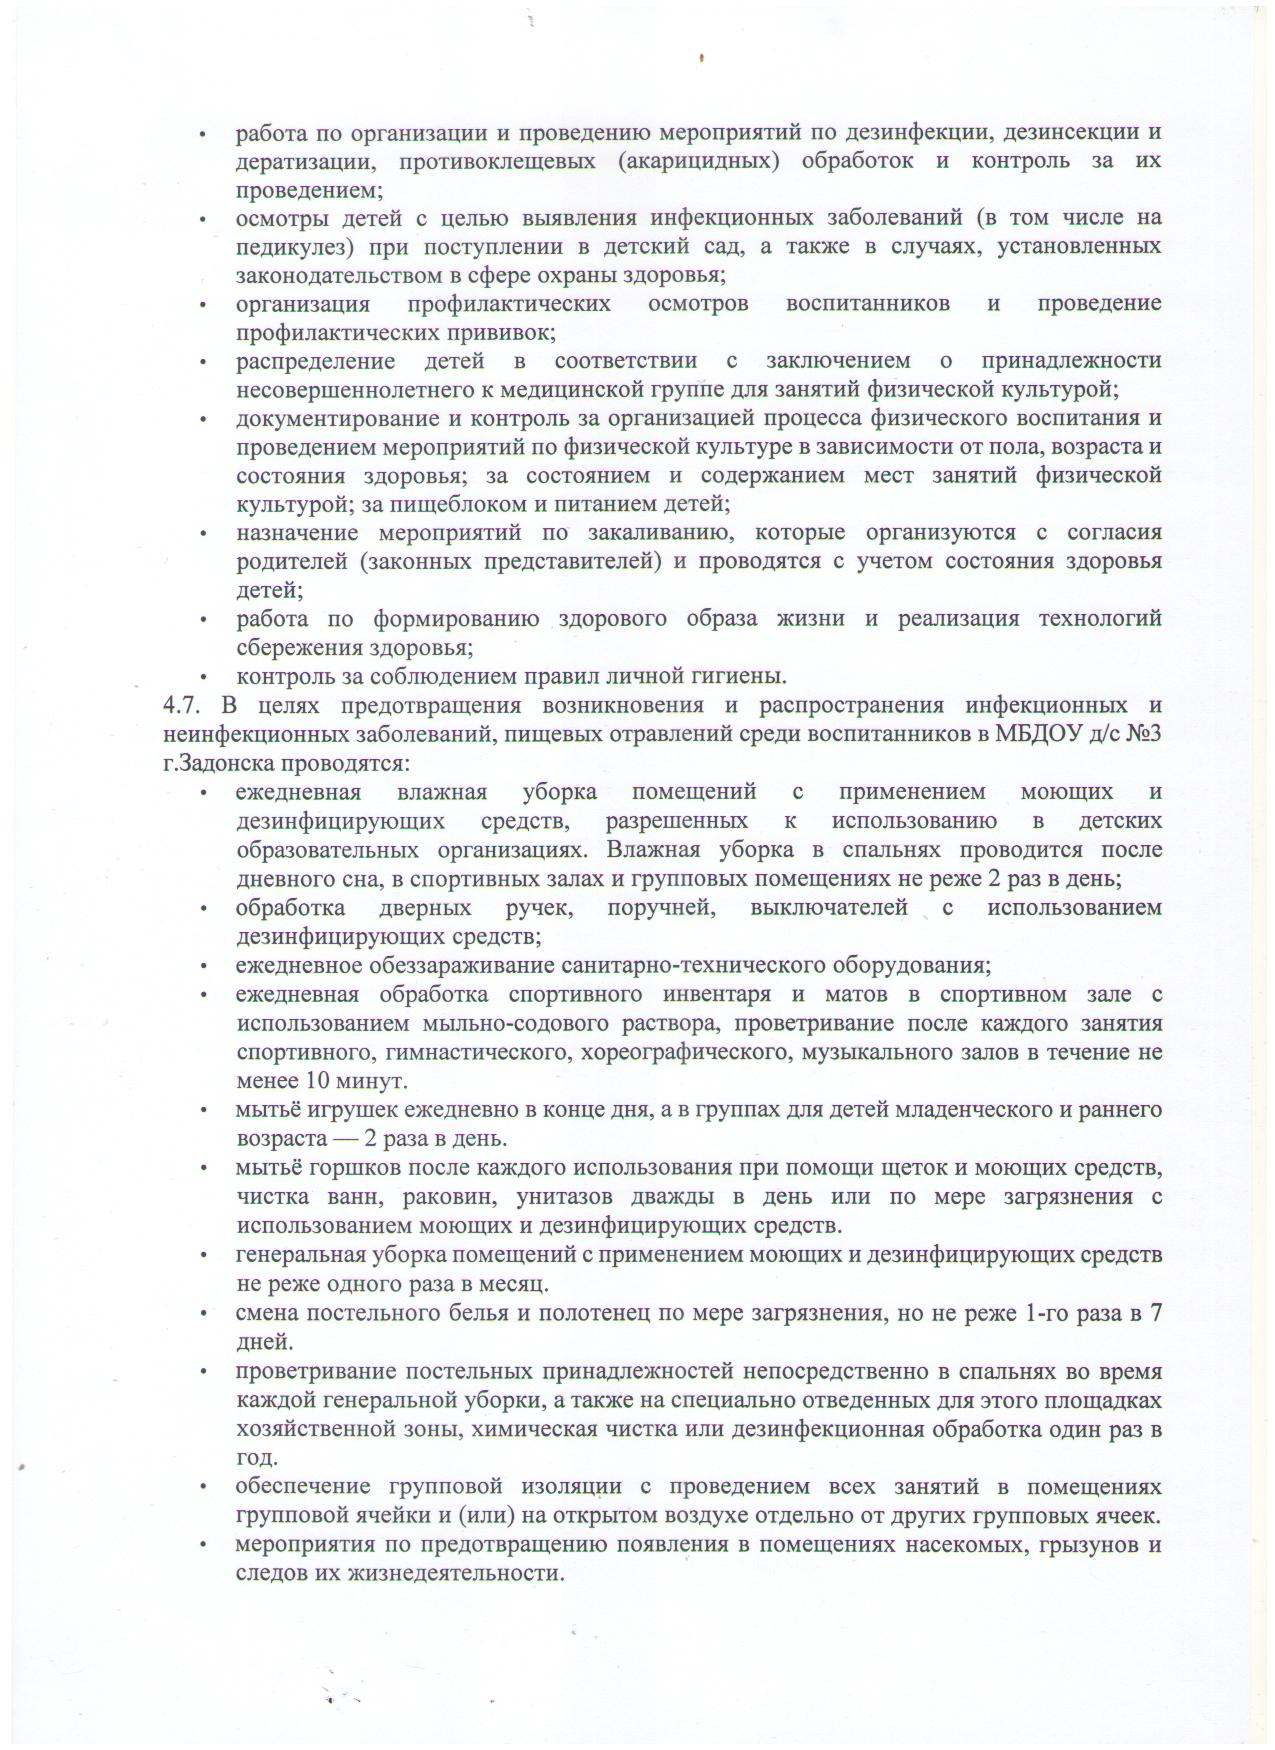 • работа по организации и проведению мероприятий по дезинфекции, дезинсекции и
дератизации, противоклещевых (акарицидных) обработок и контроль за их
проведением;
• осмотры детей с целью выявления инфекционных заболеваний (в том числе на
педикулез) при поступлении в детский сад, а также в случаях, установленных
законодательством в сфере охраны здоровья;
• организация профилактических осмотров воспитанников и проведение
профилактических прививок;
• распределение детей в соответствии с заключением о принадлежности
несовершеннолетнего к медицинской группе для занятий физической культурой;
• документирование и контроль за организацией процесса физического воспитания и
проведением мероприятий по физической культуре в зависимости от пола, возраста и
состояния здоровья; за состоянием и содержанием мест занятий физической
культурой; за пищеблоком и питанием детей;
• назначение мероприятий по закаливанию, которые организуются с согласия
родителей (законных представителей) и проводятся с учетом состояния здоровья
детей;
• работа по формированию здорового образа жизни и реализация технологий
сбережения здоровья;
• контроль за соблюдением правил личной гигиены.
4.7. В целях предотвращения возникновения и распространения инфекционных и
неинфекционных заболеваний, пищевых отравлений среди воспитанников в МБДОУ д/с №3
г.Задонска проводятся:
• ежедневная влажная уборка помещений с применением моющих и
дезинфицирующих средств, разрешенных к использованию в детских
образовательных организациях. Влажная уборка в спальнях проводится после
дневного сна, в спортивных залах и групповых помещениях не реже 2 раз в день;
• обработка дверных ручек, поручней, выключателей с использованием
дезинфицирующих средств;
• ежедневное обеззараживание санитарно-технического оборудования;
• ежедневная обработка спортивного инвентаря и матов в спортивном зале с
использованием мыльно-содового раствора, проветривание после каждого занятия
спортивного, гимнастического, хореографического, музыкального залов в течение не
менее 10 минут.
• мытьё игрушек ежедневно в конце дня, а в группах для детей младенческого и раннего
возраста — 2 раза в день.
• мытьё горшков после каждого использования при помощи щеток и моющих средств,
чистка ванн, раковин, унитазов дважды в день или по мере загрязнения с
использованием моющих и дезинфицирующих средств.
• генеральная уборка помещений с применением моющих и дезинфицирующих средств
не реже одного раза в месяц.
• смена постельного белья и полотенец по мере загрязнения, но не реже 1-го раза в 7
дней.
• проветривание постельных принадлежностей непосредственно в спальнях во время
каждой генеральной уборки, а также на специально отведенных для этого площадках
хозяйственной зоны, химическая чистка или дезинфекционная обработка один раз в
год.
• обеспечение групповой изоляции с проведением всех занятий в помещениях
групповой ячейки и (или) на открытом воздухе отдельно от других групповых ячеек.
• мероприятия по предотвращению появления в помещениях насекомых, грызунов и
следов их жизнедеятельности.